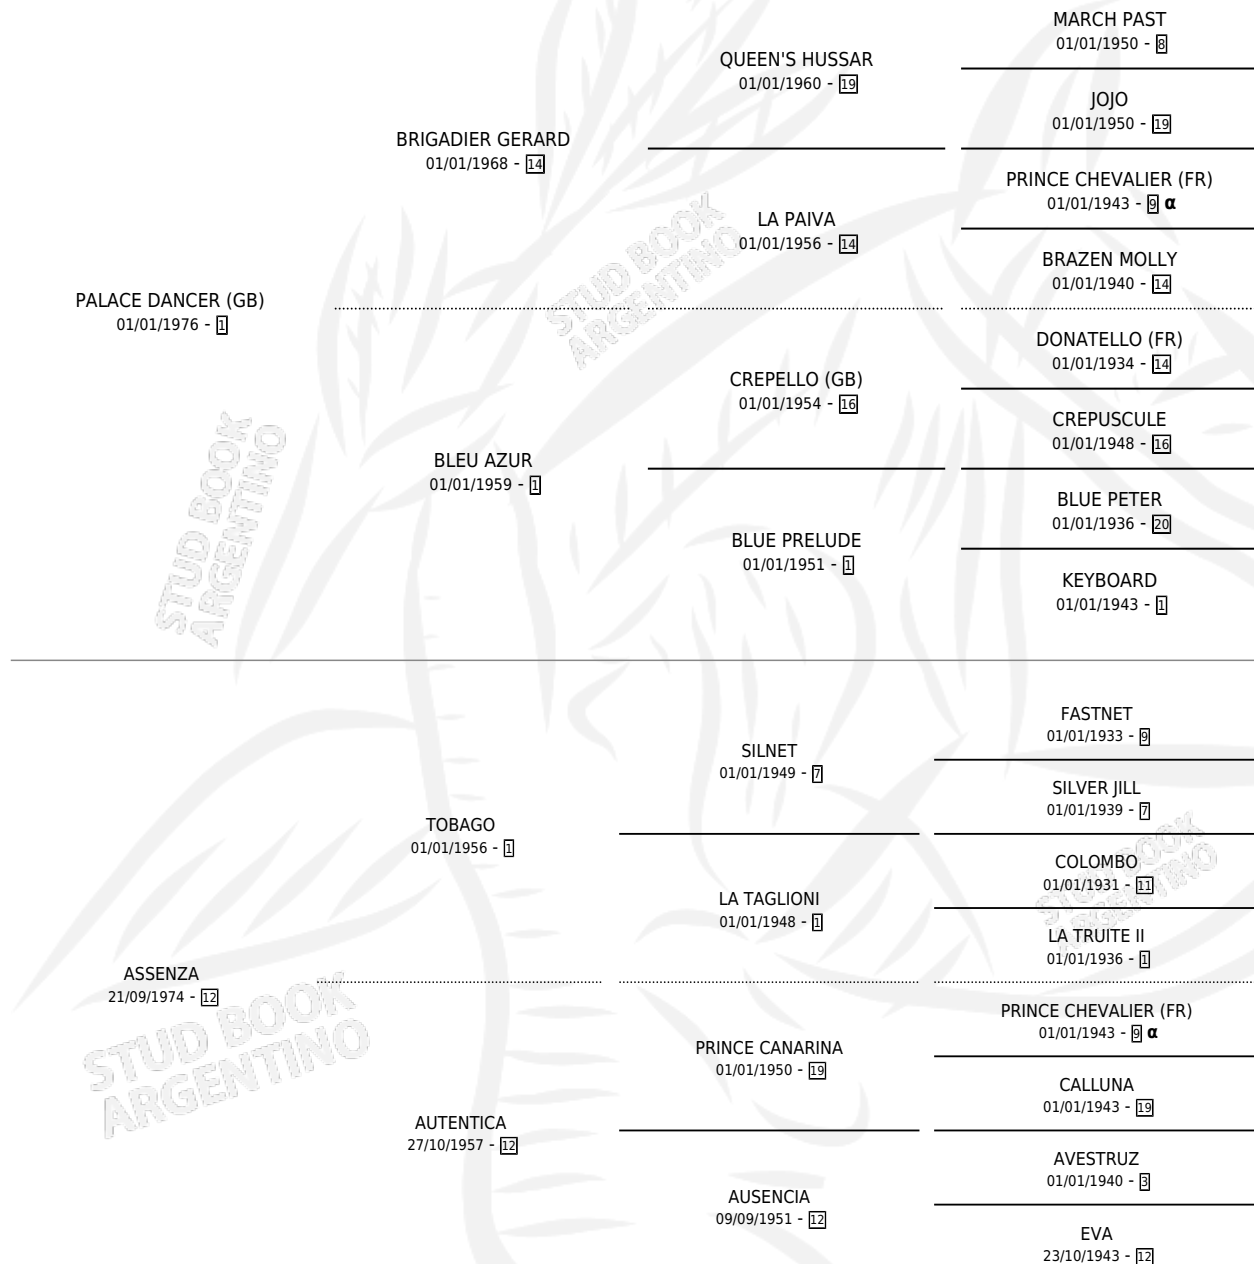 MARCH PAST
01/01/1950 - 8
QUEEN'S HUSSAR
01/01/1960 - 19
JOJO
01/01/1950 - 19
BRIGADIER GERARD
01/01/1968 - 14
PRINCE CHEVALIER (FR)
01/01/1943 - 9 α
LA PAIVA
01/01/1956 - 14
BRAZEN MOLLY
01/01/1940 - 14
PALACE DANCER (GB)
01/01/1976 - 1
DONATELLO (FR)
01/01/1934 - 14
CREPELLO (GB)
01/01/1954 - 16
CREPUSCULE
01/01/1948 - 16
BLEU AZUR
01/01/1959 - 1
BLUE PETER
01/01/1936 - 20
BLUE PRELUDE
01/01/1951 - 1
KEYBOARD
01/01/1943 - 1
FASTNET
01/01/1933 - 9
SILNET
01/01/1949 - 7
SILVER JILL
01/01/1939 - 7
TOBAGO
01/01/1956 - 1
COLOMBO
01/01/1931 - 11
LA TAGLIONI
01/01/1948 - 1
LA TRUITE II
01/01/1936 - 1
ASSENZA
21/09/1974 - 12
PRINCE CHEVALIER (FR)
01/01/1943 - 9 α
PRINCE CANARINA
01/01/1950 - 19
CALLUNA
01/01/1943 - 19
AUTENTICA
27/10/1957 - 12
AVESTRUZ
01/01/1940 - 3
AUSENCIA
09/09/1951 - 12
EVA
23/10/1943 - 12
STUD BOOK
ARGENTINO
STUD BOOK
ARGENTINO
STUD BOOK
ARGENTINO
STUD BOOK
ARGENTINO